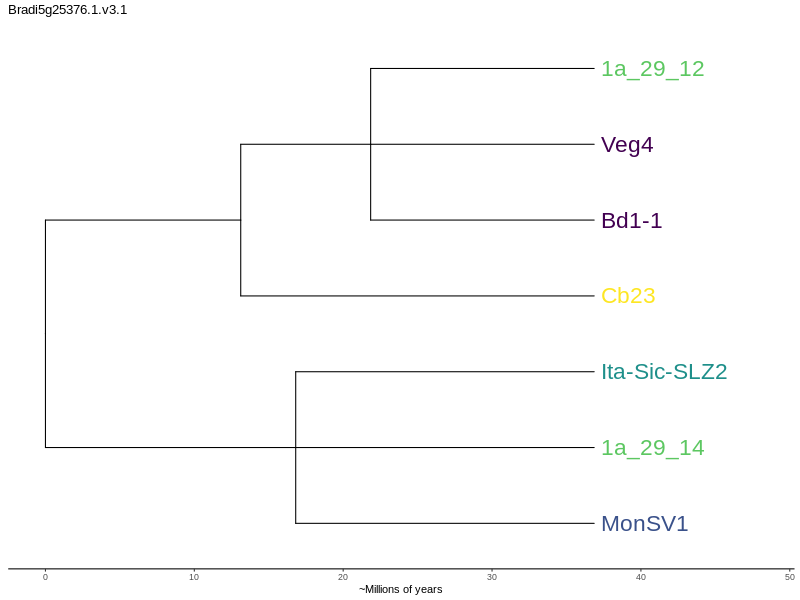 Bradi5g25376.1.v3.1
1a_29_12
Veg4
Bd1-1
Cb23
Ita-Sic-SLZ2
1a_29_14
MonSV1
0 10 20 30 40 50
~Millions of years